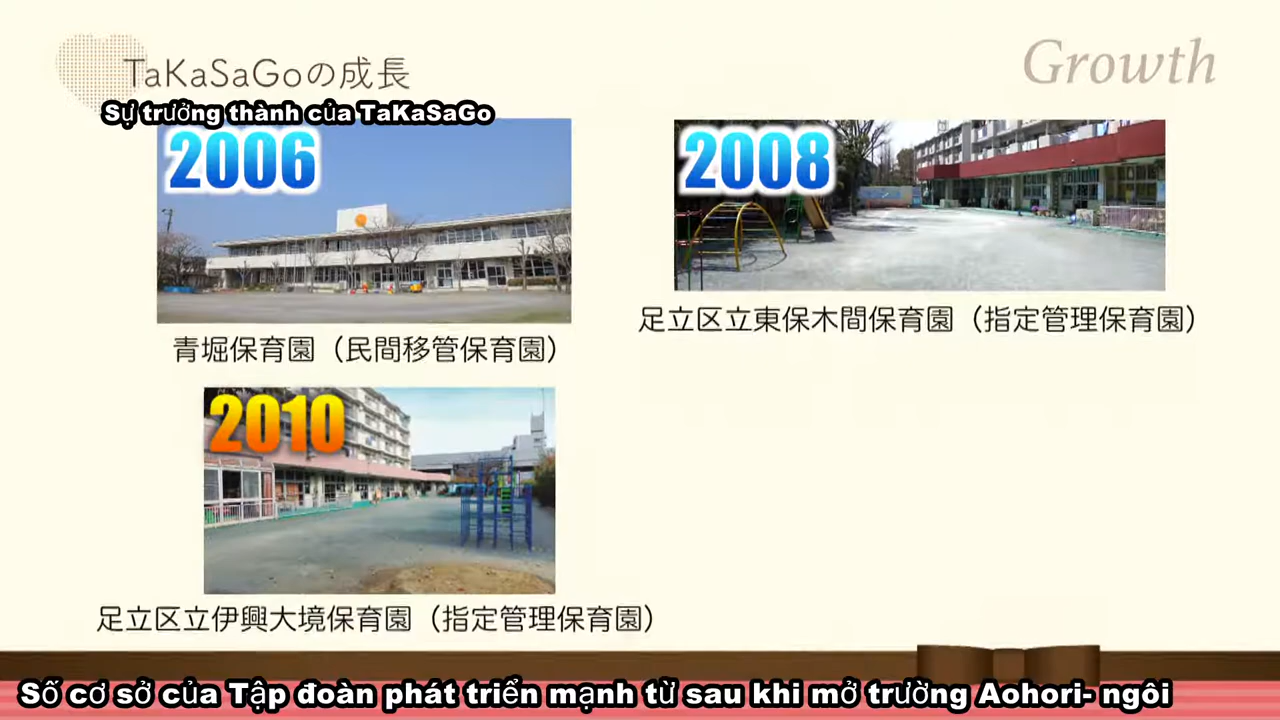 TaKaSaGoの成長
Growth
Sự trưởng thành của TaKaSaGo
2006
2008
青堀保育園（民間移管保育園）
足立区立東保木間保育園（指定管理保育園）
2010
足立区立伊興大境保育園（指定管理保育園）
Số cơ sở của Tập đoàn phát triển mạnh từ sau khi mở trường Aohori- ngôi